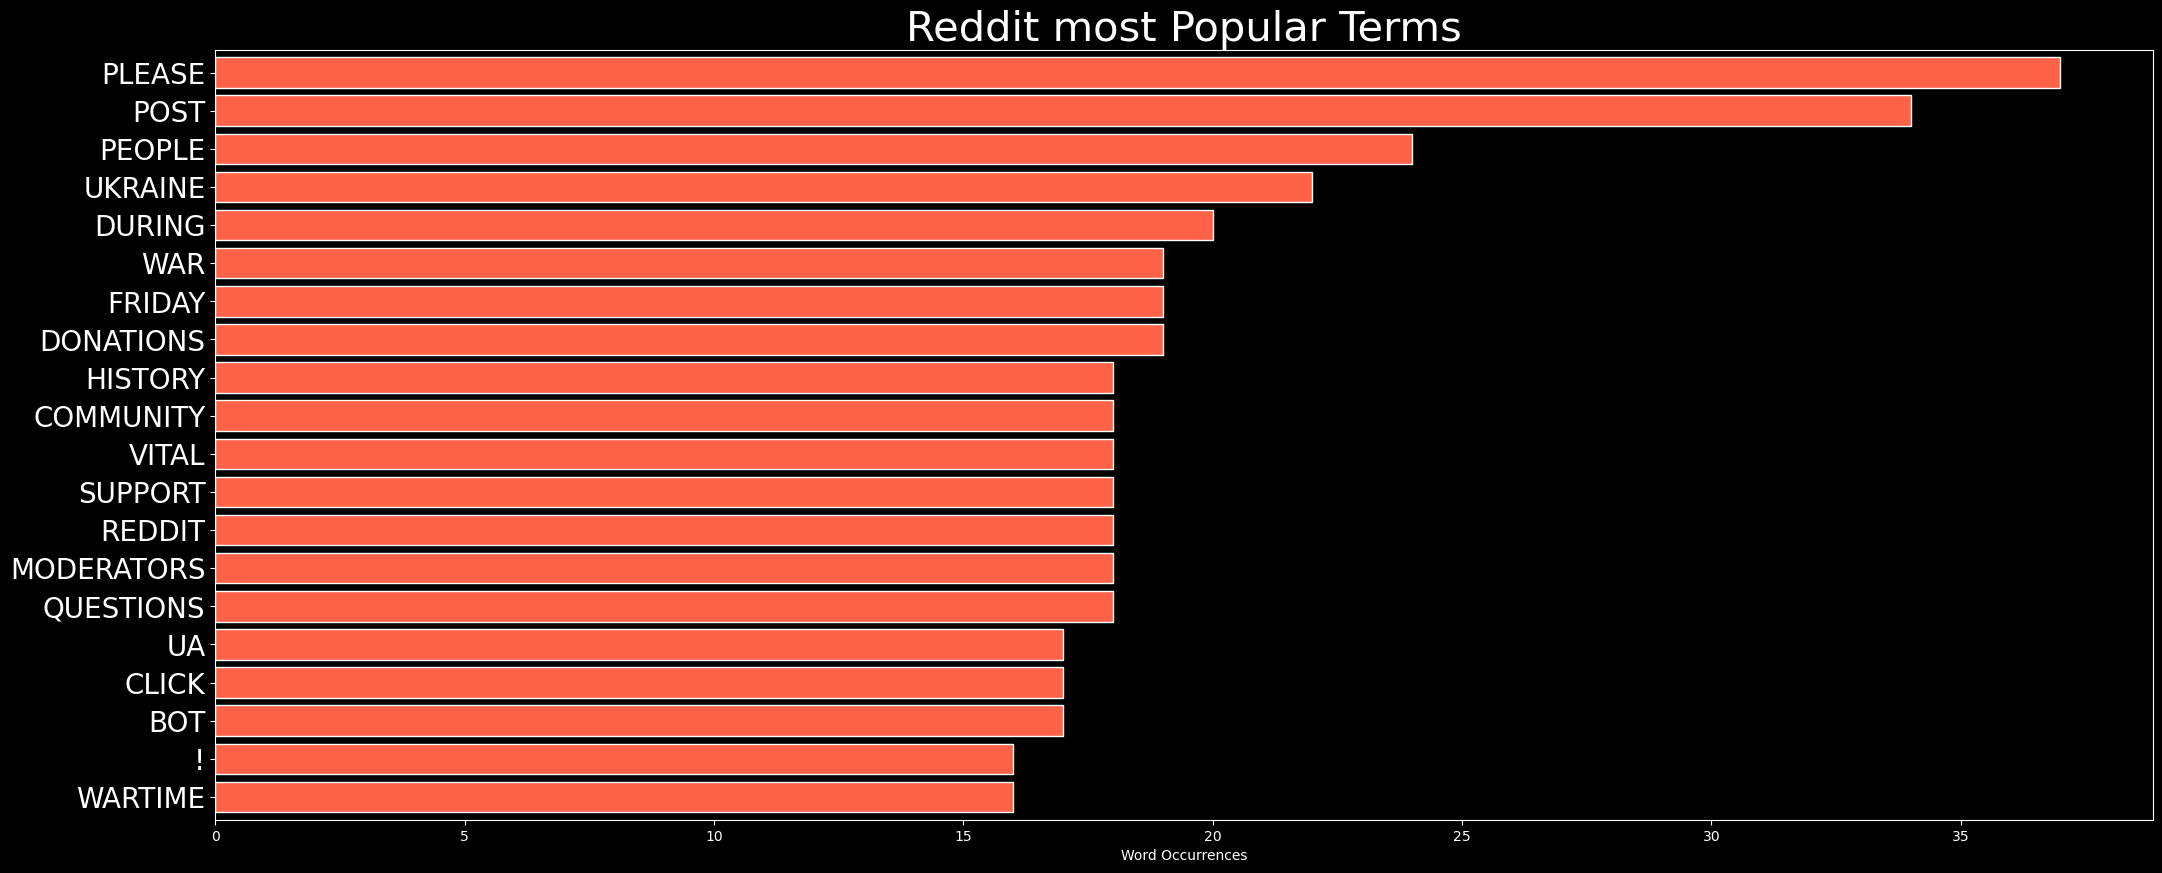 Reddit most Popular Terms
PLEASE
POST
PEOPLE
UKRAINE
DURING
WAR
FRIDAY
DONATIONS
HISTORY
COMMUNITY
VITAL
SUPPORT
REDDIT
MODERATORS
QUESTIONS
UA
CLICK
BOT
!
WARTIME
0 5 10 15 20 25 30 35
Word Occurrences